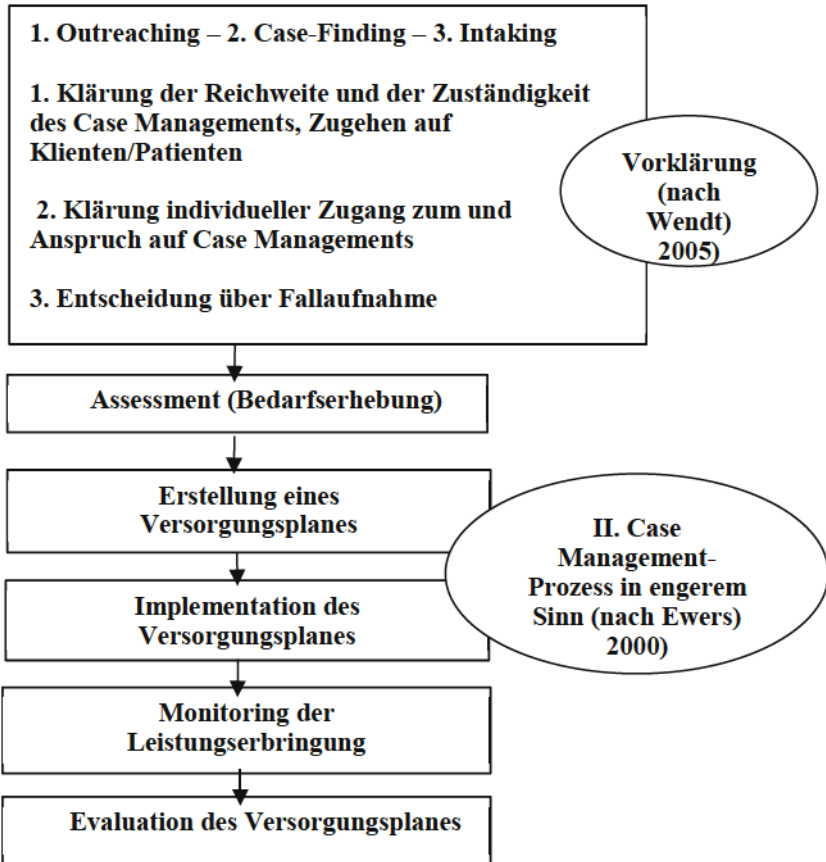 1. Outreaching – 2. Case-Finding – 3. Intaking
1. Klärung der Reichweite und der Zuständigkeit
des Case Managements, Zugehen auf
Klienten/Patienten
2. Klärung individueller Zugang zum und
Anspruch auf Case Managements
3. Entscheidung über Fallaufnahme
Vorklärung
(nach
Wendt)
2005)
Assessment (Bedarfserhebung)
Erstellung eines
Versorgungsplanes
Implementation des
Versorgungsplanes
II. Case
Management-
Prozess in engerem
Sinn (nach Ewers)
2000)
Monitoring der
Leistungserbringung
Evaluation des Versorgungsplanes